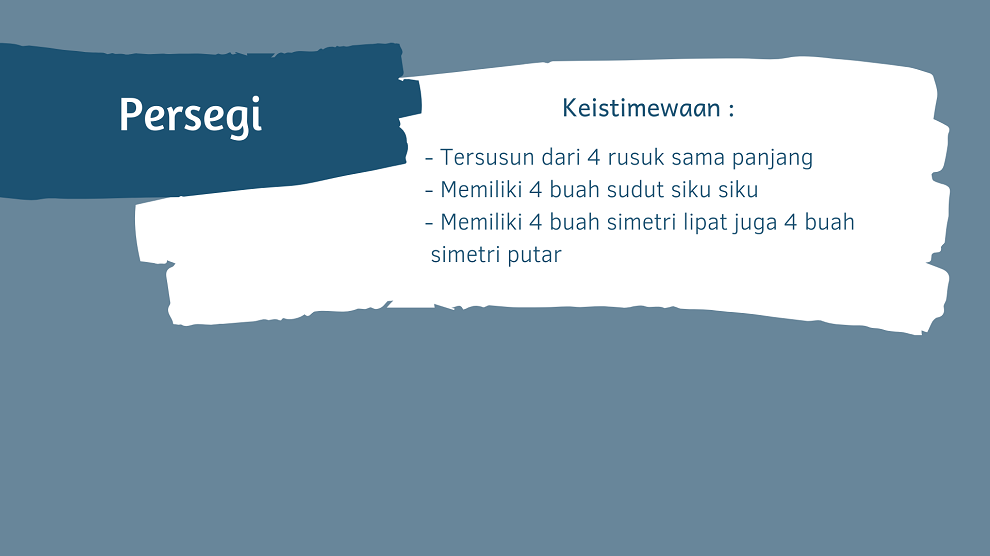 Persegi
Keistimewaan :
- Tersusun dari 4 rusuk sama panjang
- Memiliki 4 buah sudut siku siku
- Memiliki 4 buah simetri lipat juga 4 buah
simetri putar